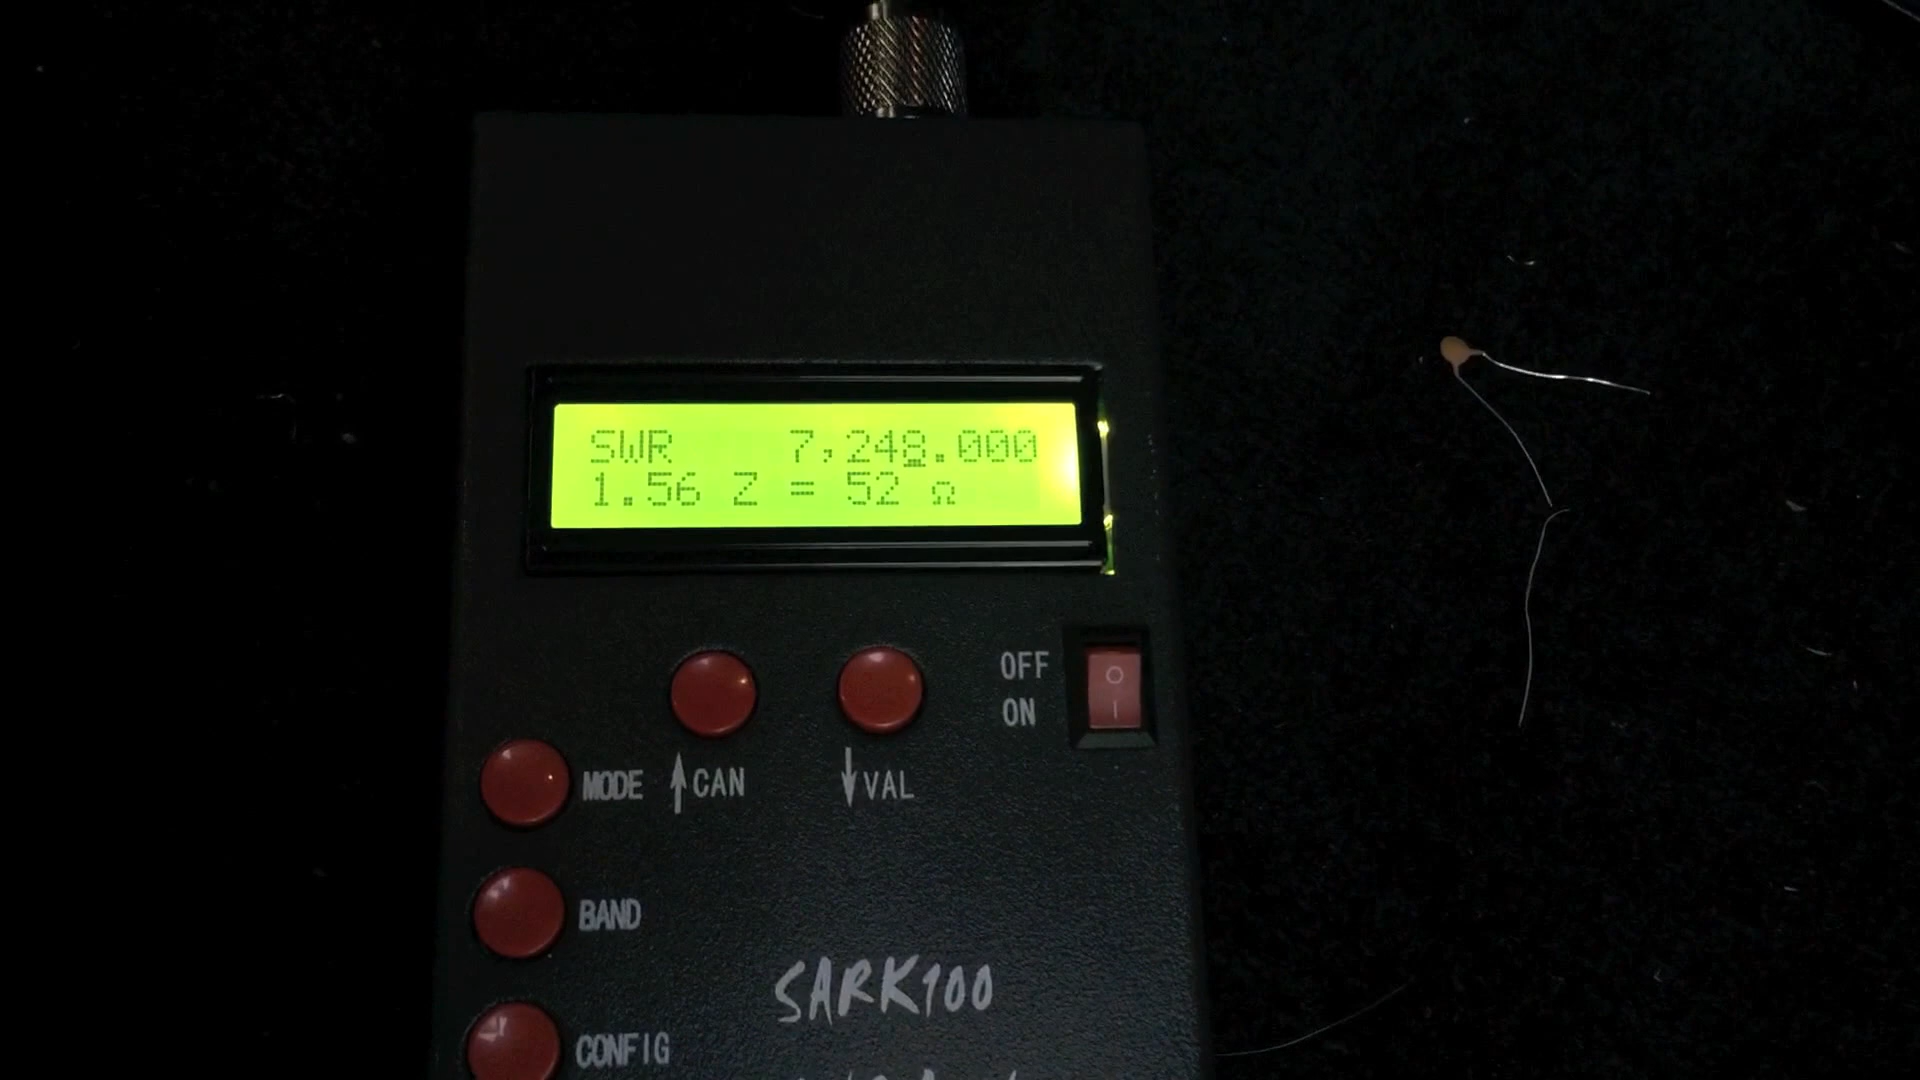 SWR 7,248.000
1.56 Z = 52 Ω
OFF
ON
MODE ↑CAN ↓VAL
BAND
SARK100
CONFIG